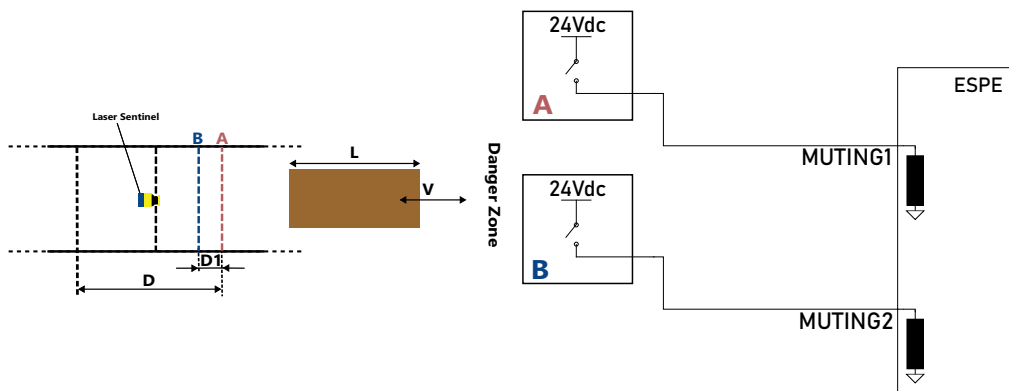 Laser Sentinel
B
A
D1
D
L
V
Danger Zone
24Vdc
A
24Vdc
B
ESPE
MUTING1
MUTING2